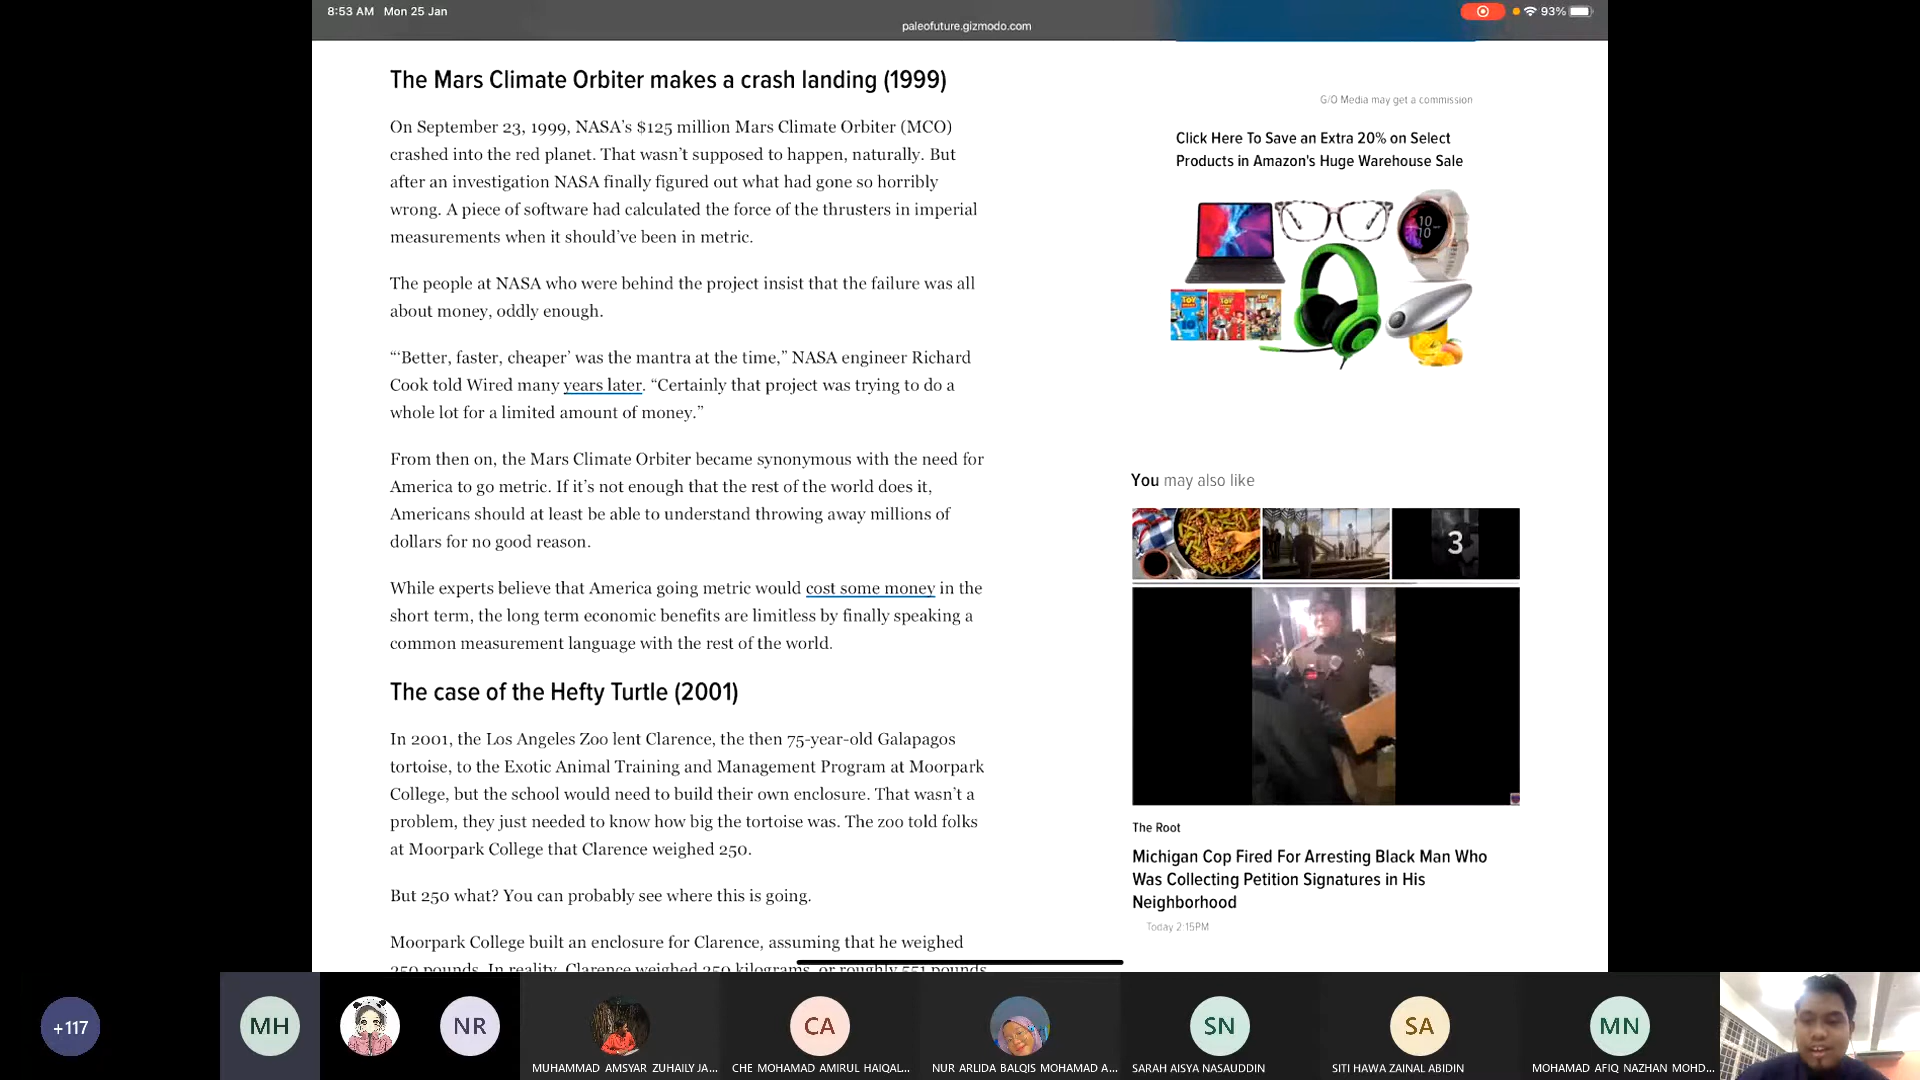 8:53 AM Mon 25 Jan
paleofuture.gizmodo.com
93%
The Mars Climate Orbiter makes a crash landing (1999)
On September 23, 1999, NASA's $125 million Mars Climate Orbiter (MCO)
crashed into the red planet. That wasn't supposed to happen, naturally. But
after an investigation NASA finally figured out what had gone so horribly
wrong. A piece of software had calculated the force of the thrusters in imperial
measurements when it should've been in metric.
The people at NASA who were behind the project insist that the failure was all
about money, oddly enough.
“‘Better, faster, cheaper’ was the mantra at the time,” NASA engineer Richard
Cook told Wired many years later. “Certainly that project was trying to do a
whole lot for a limited amount of money.”
From then on, the Mars Climate Orbiter became synonymous with the need for
America to go metric. If it's not enough that the rest of the world does it,
Americans should at least be able to understand throwing away millions of
dollars for no good reason.
While experts believe that America going metric would cost some money in the
short term, the long term economic benefits are limitless by finally speaking a
common measurement language with the rest of the world.
The case of the Hefty Turtle (2001)
In 2001, the Los Angeles Zoo lent Clarence, the then 75-year-old Galapagos
tortoise, to the Exotic Animal Training and Management Program at Moorpark
College, but the school would need to build their own enclosure. That wasn't a
problem, they just needed to know how big the tortoise was. The zoo told folks
at Moorpark College that Clarence weighed 250.
But 250 what? You can probably see where this is going.
Moorpark College built an enclosure for Clarence, assuming that he weighed
250 pounds. In reality, Clarence weighed 250 kilograms, or roughly 551 pounds
G/O Media may get a commission
Click Here To Save an Extra 20% on Select
Products in Amazon's Huge Warehouse Sale
10
10
You may also like
3
The Root
Michigan Cop Fired For Arresting Black Man Who
Was Collecting Petition Signatures in His
Neighborhood
Today 2:15PM
+117
MH
NR
MUHAMMAD AMSYAR ZUHAILY JA...
CA
CHE MOHAMAD AMIRUL HAIQAL...
NUR ARLIDA BALQIS MOHAMAD A...
SN
SARAH AISYA NASAUDDIN
SA
SITI HAWA ZAINAL ABIDIN
MN
MOHAMAD AFIQ NAZHAN MOHD...